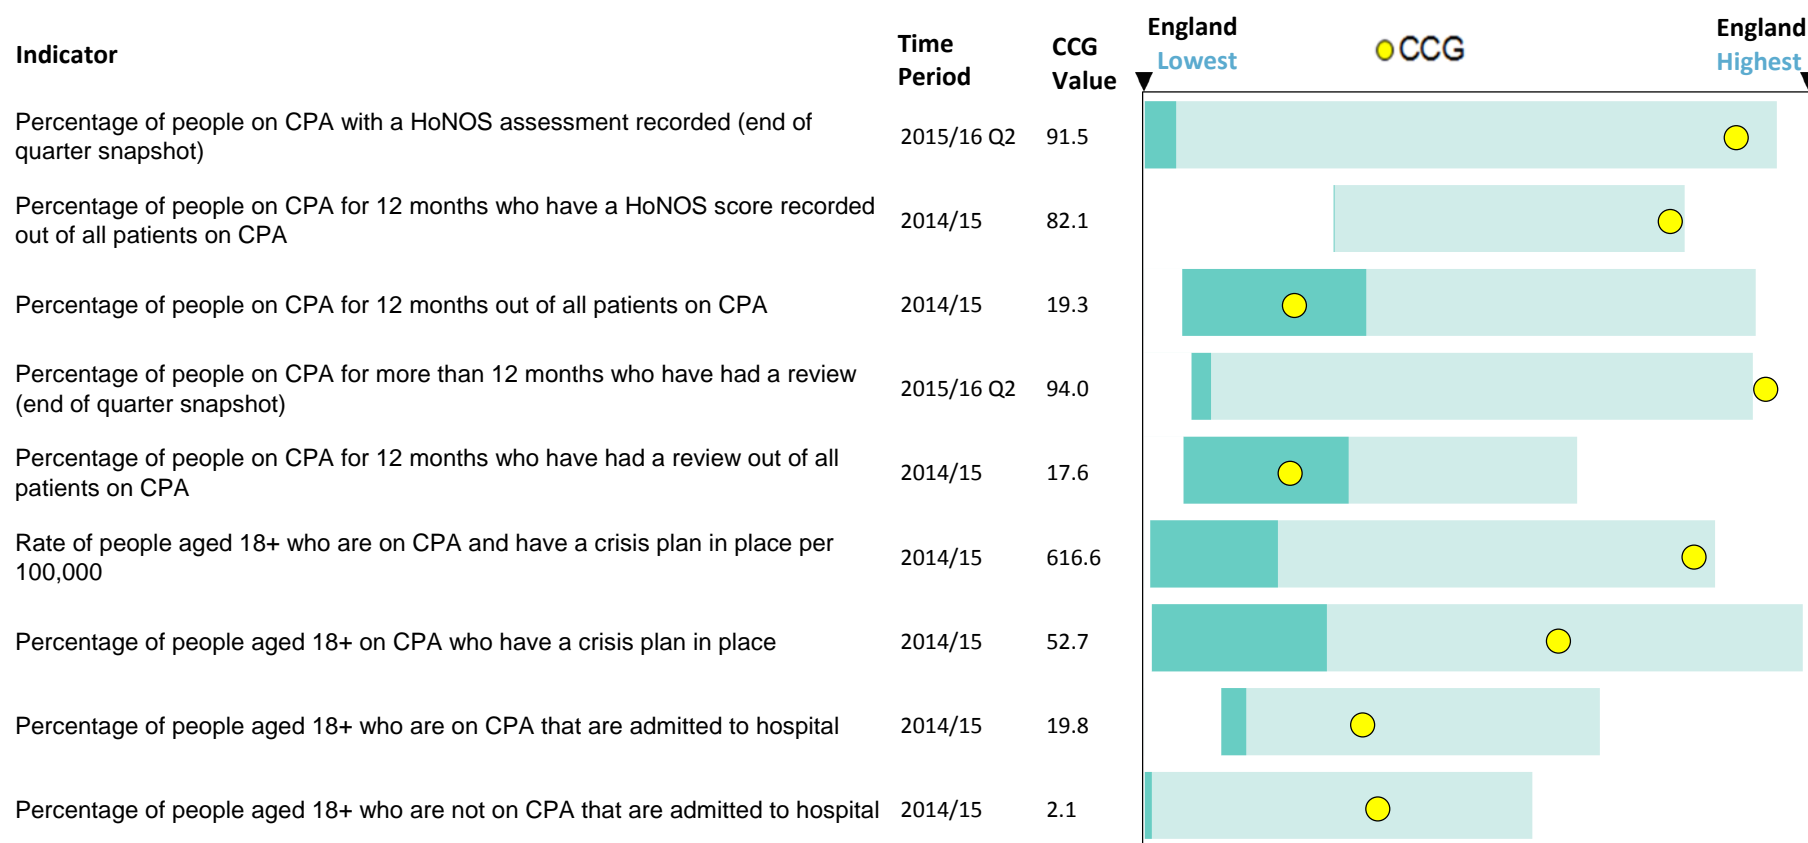 Indicator
Time Period
CCG Value
England Lowest
CCG
England Highest
Percentage of people on CPA with a HoNOS assessment recorded (end of
quarter snapshot)
2015/16 Q2
91.5
Percentage of people on CPA for 12 months who have a HoNOS score recorded
out of all patients on CPA
2014/15
82.1
Percentage of people on CPA for 12 months out of all patients on CPA
2014/15
19.3
Percentage of people on CPA for more than 12 months who have had a review
(end of quarter snapshot)
2015/16 Q2
94.0
Percentage of people on CPA for 12 months who have had a review out of all
patients on CPA
2014/15
17.6
Rate of people aged 18+ who are on CPA and have a crisis plan in place per
100,000
2014/15
616.6
Percentage of people aged 18+ on CPA who have a crisis plan in place
2014/15
52.7
Percentage of people aged 18+ who are on CPA that are admitted to hospital
2014/15
19.8
Percentage of people aged 18+ who are not on CPA that are admitted to hospital
2014/15
2.1